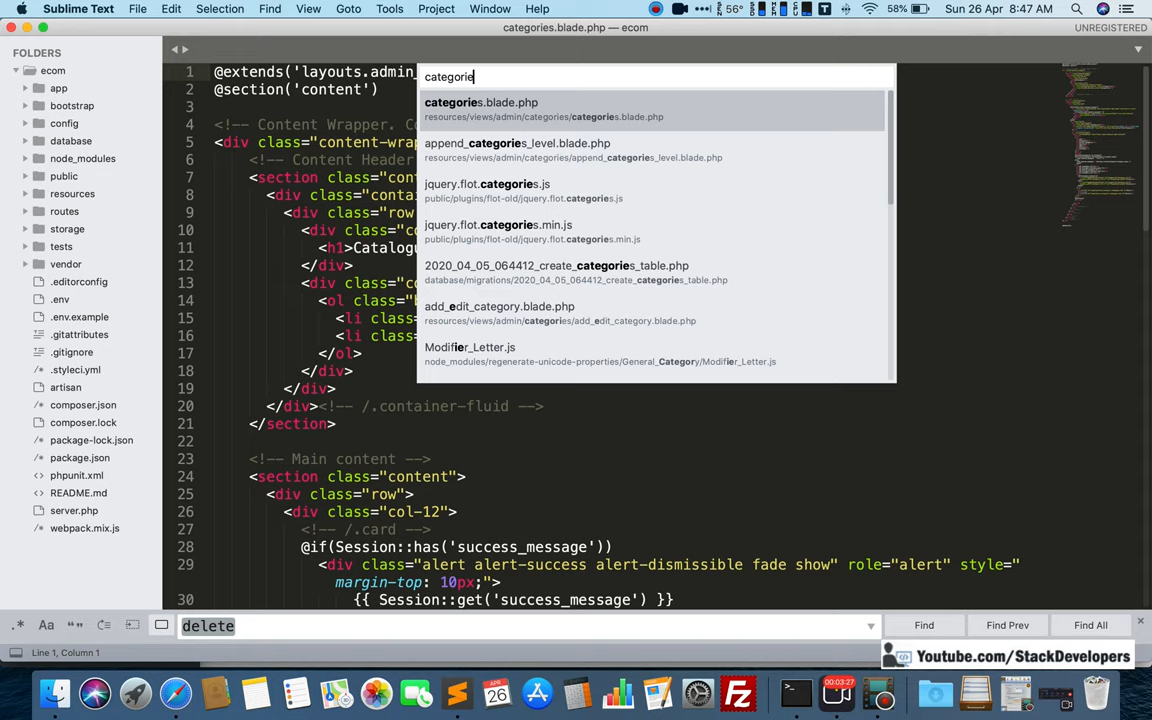 Sublime Text File Edit Selection Find View Goto Tools Project Window Help 56° 58% Sun 26 Apr 8:47 AM
categories.blade.php — ecom UNREGISTERED
FOLDERS
ecom
app
bootstrap
config
database
node_modules
public
resources
routes
storage
tests
vendor
.editorconfig
.env
.env.example
.gitattributes
.gitignore
.styleci.yml
artisan
composer.json
composer.lock
package-lock.json
package.json
phpunit.xml
README.md
server.php
webpack.mix.js
1 @extends('layouts.admin_
2 @section('content')
3
4 <!-- Content Wrapper. Co
5 <div class="content-wrap
6 <!-- Content Header
7 <section class="cont
8 <div class="contai
9 <div class="row
10 <div class="co
11 <h1>Catalogu
12 </div>
13 <div class="co
14 <ol class="b
15 <li class=
16 <li class=
17 </ol>
18 </div>
19 </div>
20 </div><!-- /.container-fluid -->
21 </section>
22
23 <!-- Main content -->
24 <section class="content">
25 <div class="row">
26 <div class="col-12">
27 <!-- /.card -->
28 @if(Session::has('success_message'))
29 <div class="alert alert-success alert-dismissible fade show" role="alert" style="
margin-top: 10px;">
30 {{ Session::get('success_message') }}
categorie
categories.blade.php
resources/views/admin/categories/categories.blade.php
append_categories_level.blade.php
resources/views/admin/categories/append_categories_level.blade.php
jquery.flot.categories.js
public/plugins/flot-old/jquery.flot.categories.js
jquery.flot.categories.min.js
public/plugins/flot-old/jquery.flot.categories.min.js
2020_04_05_064412_create_categories_table.php
database/migrations/2020_04_05_064412_create_categories_table.php
add_edit_category.blade.php
resources/views/admin/categories/add_edit_category.blade.php
Modifier_Letter.js
node_modules/regenerate-unicode-properties/General_Category/Modifier_Letter.js
.* Aa delete Find Find Prev Find All
Line 1, Column 1
Youtube.com/StackDevelopers
APR
26
00:03:27